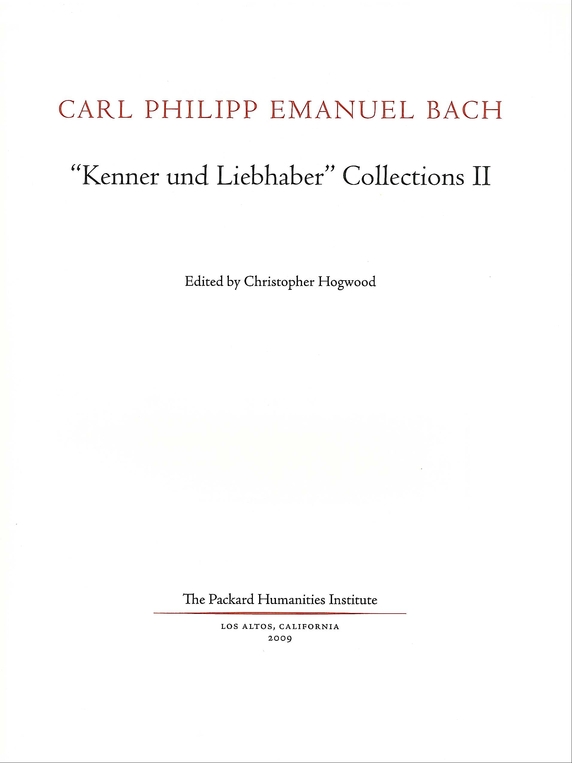 CARL PHILIPP EMANUEL BACH
“Kenner und Liebhaber” Collections II
Edited by Christopher Hogwood
The Packard Humanities Institute
LOS ALTOS, CALIFORNIA
2009